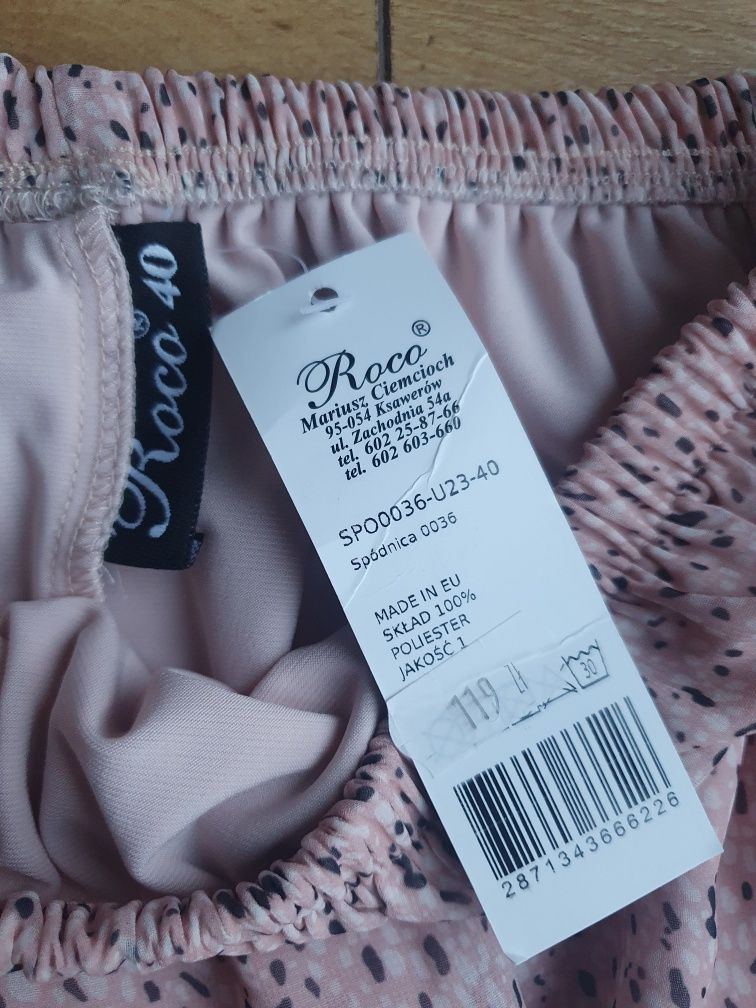 Roco® 40
Roco®
Mariusz Ciemcioch
95-054 Ksawerów
ul. Zachodnia 54a
tel. 602 25-87-66
tel. 602 603-660
SPO0036-U23-40
Spódnica 0036
MADE IN EU
SKŁAD 100%
POLIESTER
JAKOŚĆ 1
119
30
2871343666226